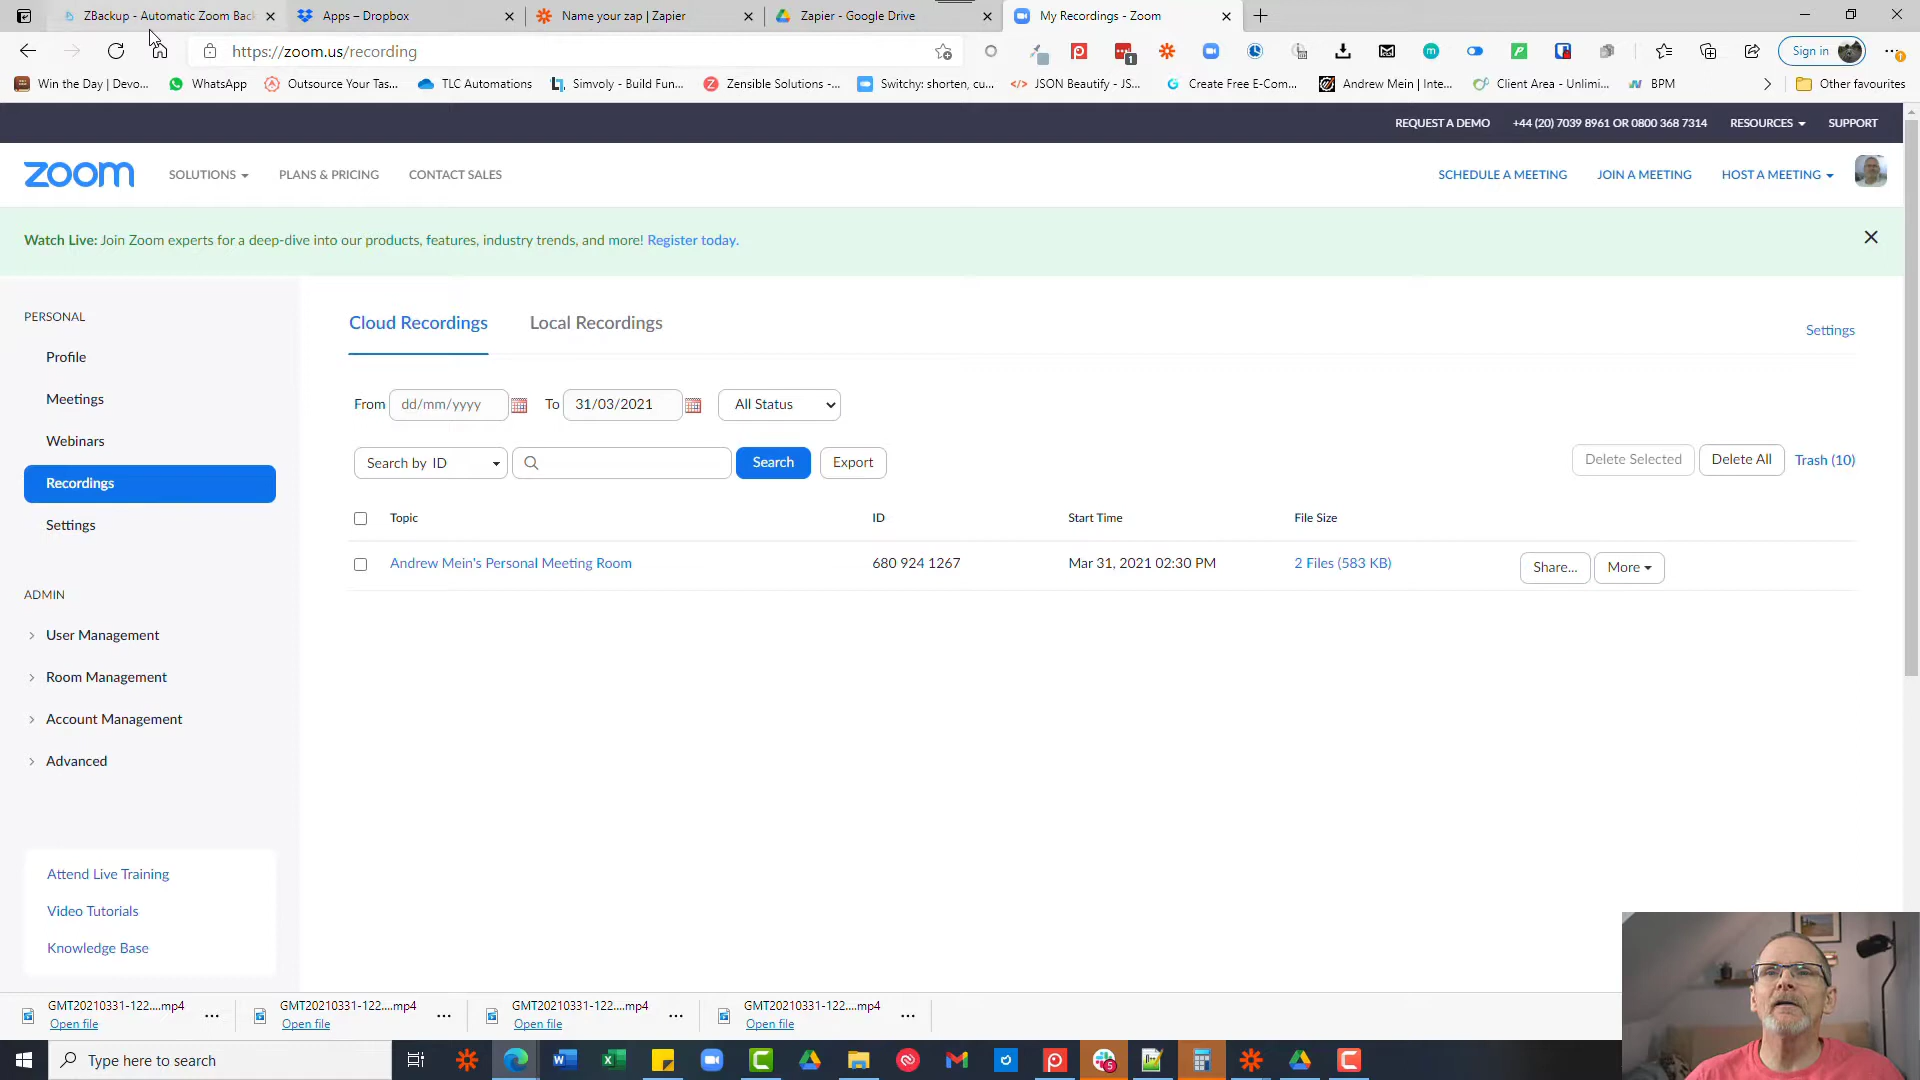 ZBackup - Automatic Zoom Bac
Apps – Dropbox
Name your zap | Zapier
Zapier - Google Drive
My Recordings - Zoom
https://zoom.us/recording
1
Sign in
Win the Day | Devo...
WhatsApp
Outsource Your Tas...
TLC Automations
Simvoly - Build Fun...
Zensible Solutions -...
Switchy: shorten, cu...
JSON Beautify - JS...
Create Free E-Com...
Andrew Mein | Inte...
Client Area - Unlimi...
BPM
Other favourites
REQUEST A DEMO
+44 (20) 7039 8961 OR 0800 368 7314
RESOURCES
SUPPORT
zoom
SOLUTIONS
PLANS & PRICING
CONTACT SALES
SCHEDULE A MEETING
JOIN A MEETING
HOST A MEETING
Watch Live: Join Zoom experts for a deep-dive into our products, features, industry trends, and more! Register today.
PERSONAL
Profile
Meetings
Webinars
Recordings
Settings
ADMIN
User Management
Room Management
Account Management
Advanced
Attend Live Training
Video Tutorials
Knowledge Base
Cloud Recordings
Local Recordings
Settings
From
dd/mm/yyyy
To
31/03/2021
All Status
Search by ID
Search
Export
Delete Selected
Delete All
Trash (10)
Topic
ID
Start Time
File Size
Andrew Mein's Personal Meeting Room
680 924 1267
Mar 31, 2021 02:30 PM
2 Files (583 KB)
Share...
More
GMT20210331-122....mp4
Open file
GMT20210331-122....mp4
Open file
GMT20210331-122....mp4
Open file
GMT20210331-122....mp4
Open file
Type here to search
5